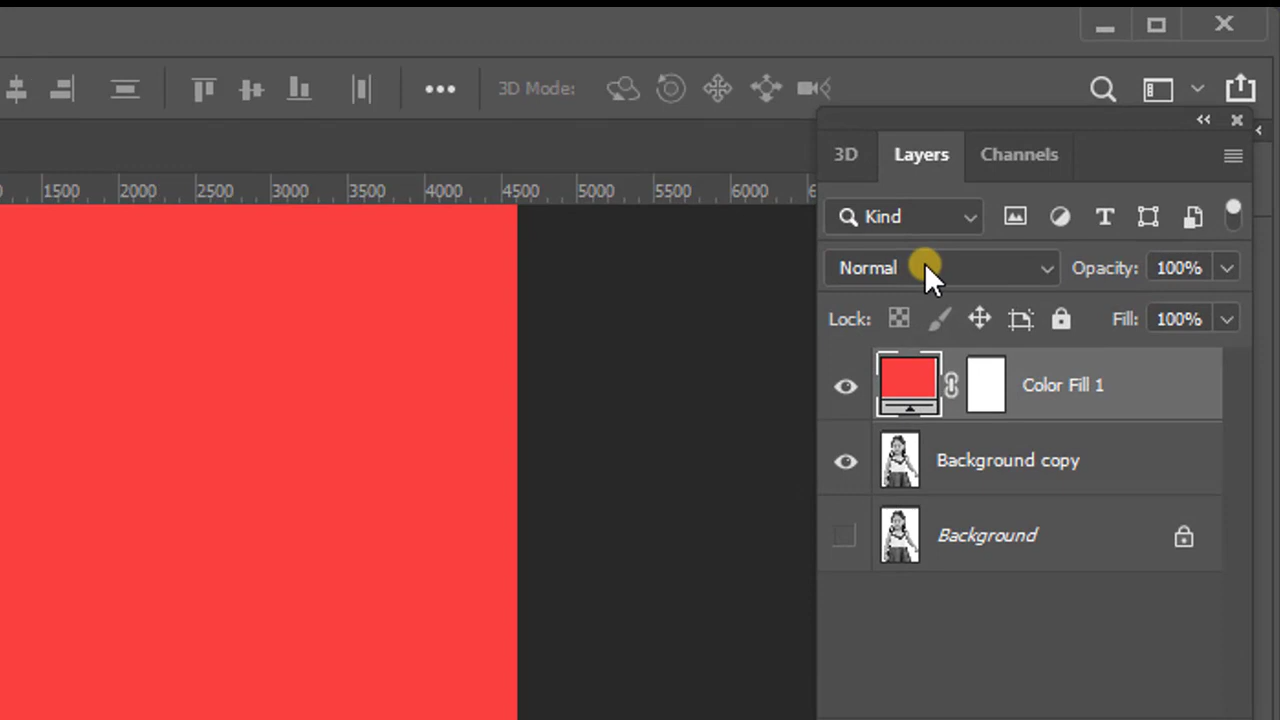 3D Mode:
1500 2000 2500 3000 3500 4000 4500 5000 5500 6000
3D Layers Channels
Kind T
Normal Opacity: 100%
Lock: Fill: 100%
Color Fill 1
Background copy
Background